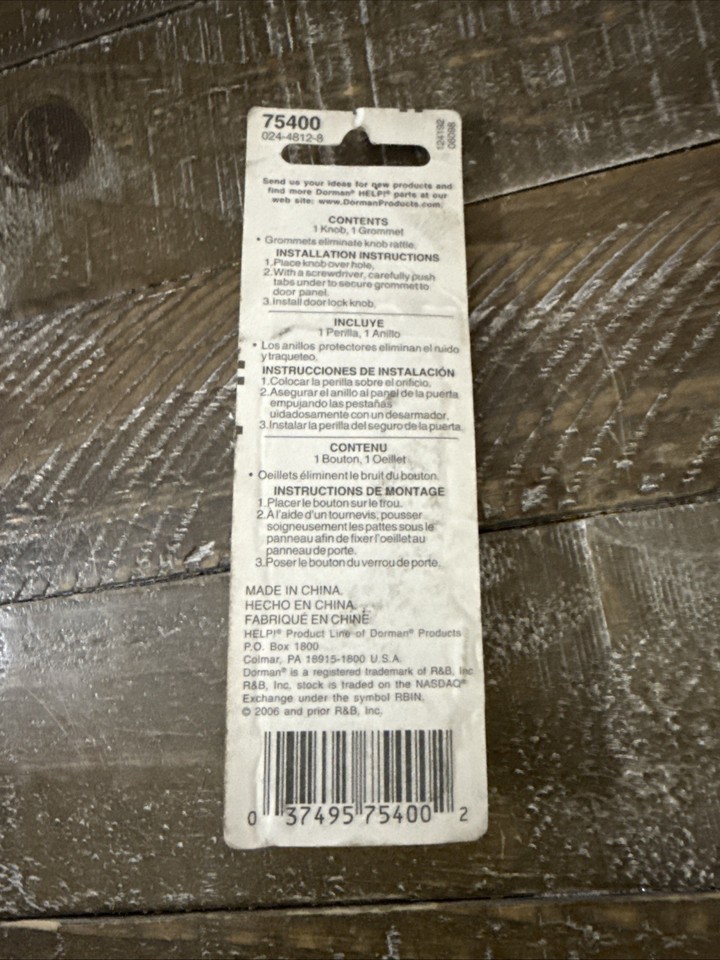 75400
024-4812-8
124192
06098
Send us your ideas for new products and
find more Dorman® HELP!® parts at our
web site: www.DormanProducts.com.
CONTENTS
1 Knob, 1 Grommet
• Grommets eliminate knob rattle.
INSTALLATION INSTRUCTIONS
1.Place knob over hole.
2.With a screwdriver, carefully push
tabs under to secure grommet to
door panel.
3.Install door lock knob.
INCLUYE
1 Perilla, 1 Anillo
• Los anillos protectores eliminan el ruido
y traqueteo.
INSTRUCCIONES DE INSTALACIÓN
1.Colocar la perilla sobre el orificio.
2.Asegurar el anillo al panel de la puerta
empujando las pestañas
uidadosamente con un desarmador.
3.Instalar la perilla del seguro de la puerta.
CONTENU
1 Bouton, 1 Oeillet
• Oeillets éliminent le bruit du bouton.
INSTRUCTIONS DE MONTAGE
1.Placer le bouton sur le trou.
2.À l'aide d'un tournevis, pousser
soigneusement les pattes sous le
panneau afin de fixer l'oeillet au
panneau de porte.
3.Poser le bouton du verrou de porte.
MADE IN CHINA.
HECHO EN CHINA.
FABRIQUÉ EN CHINE
HELP!® Product Line of Dorman® Products
P.O. Box 1800
Colmar, PA 18915-1800 U.S.A.
Dorman® is a registered trademark of R&B, Inc
R&B, Inc. stock is traded on the NASDAQ®
Exchange under the symbol RBIN.
© 2006 and prior R&B, Inc.
0 37495 75400 2